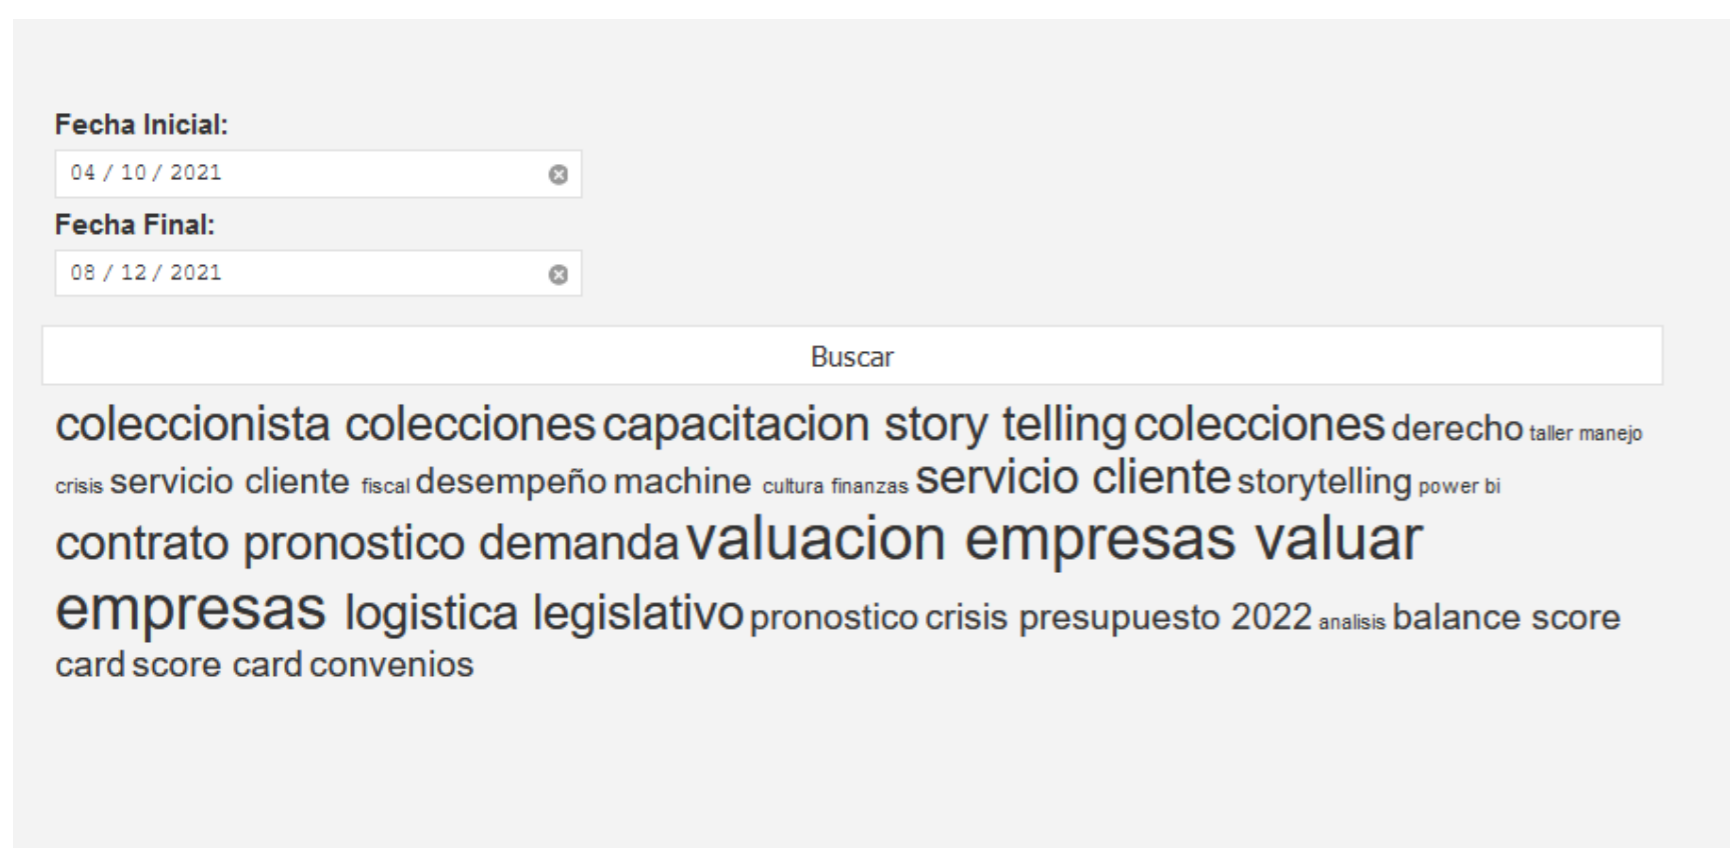 Fecha Inicial:
04 / 10 / 2021
Fecha Final:
08 / 12 / 2021
Buscar
coleccionista colecciones capacitacion story telling colecciones derecho taller manejo
crisis servicio cliente fiscal desempeño machine cultura finanzas servicio cliente storytelling power bi
contrato pronostico demanda valuacion empresas valuar
empresas logistica legislativo pronostico crisis presupuesto 2022 analisis balance score
card score card convenios